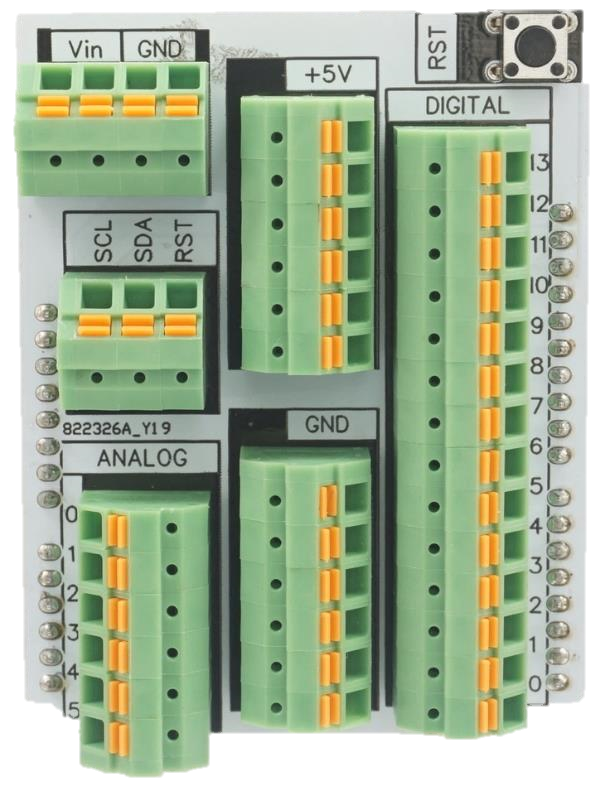 Vin GND
RST
+5V
DIGITAL
SCL SDA RST
13
12
11
10
9
8
7
6
5
4
3
2
1
0
822326A_Y19
GND
ANALOG
0
1
2
3
4
5